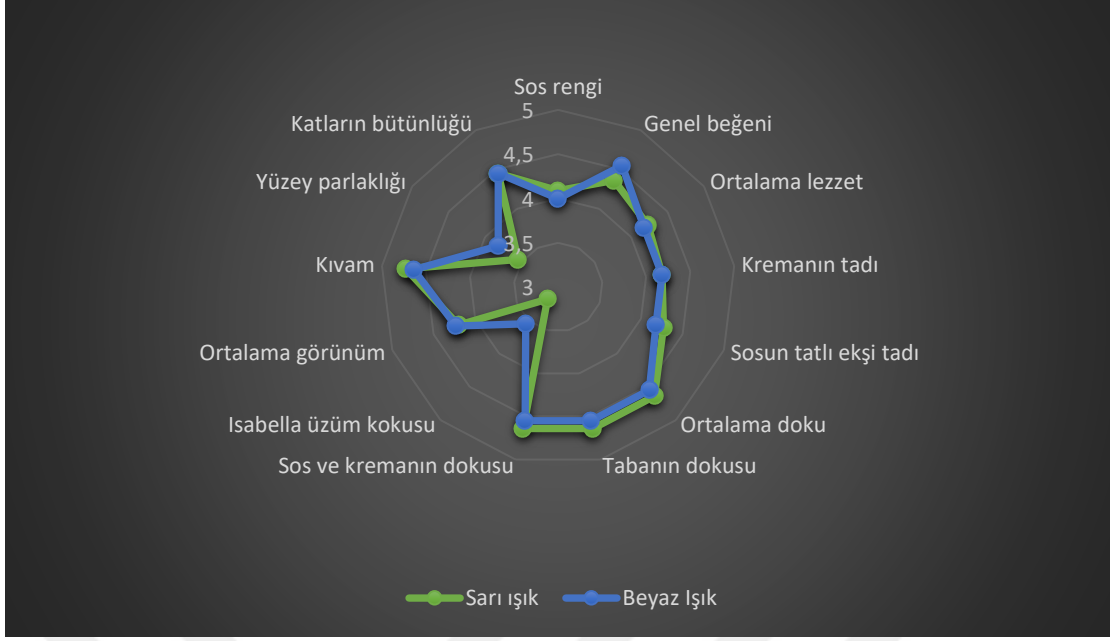 Sos rengi
Genel beğeni
Ortalama lezzet
Kremanın tadı
Sosun tatlı ekşi tadı
Ortalama doku
Tabanın dokusu
Sos ve kremanın dokusu
Isabella üzüm kokusu
Ortalama görünüm
Kıvam
Yüzey parlaklığı
Katların bütünlüğü
5
4,5
4
3,5
3
Sarı ışık
Beyaz Işık